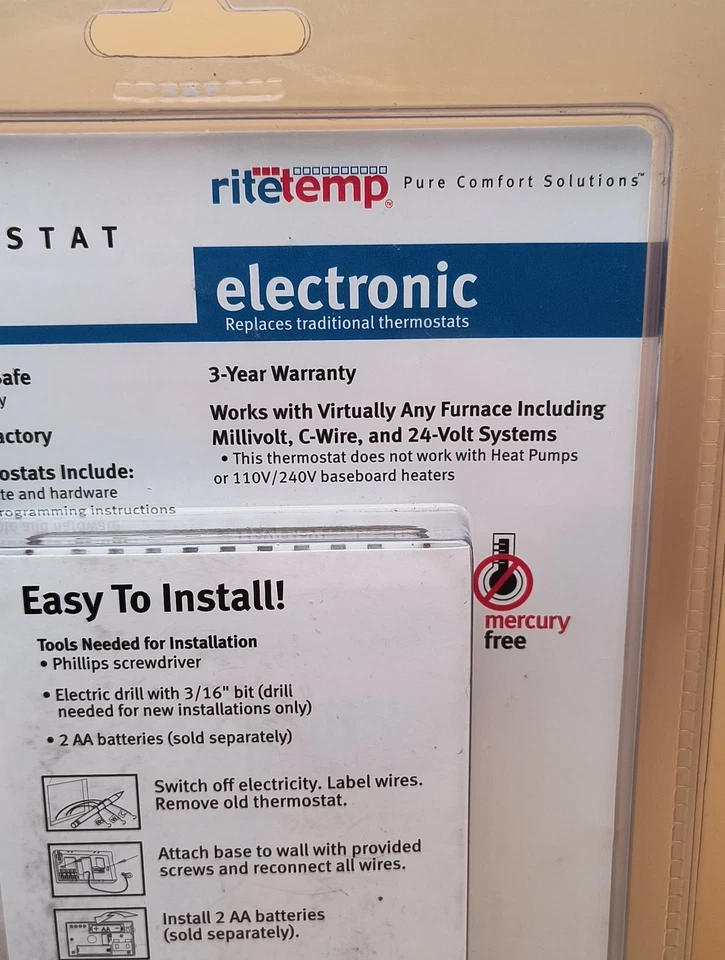 ritetemp Pure Comfort Solutions™
STAT
electronic
Replaces traditional thermostats
3-Year Warranty
actory
Works with Virtually Any Furnace Including
Millivolt, C-Wire, and 24-Volt Systems
• This thermostat does not work with Heat Pumps
or 110V/240V baseboard heaters
ostats Include:
te and hardware
rogramming instructions
mercury
free
Easy To Install!
Tools Needed for Installation
• Phillips screwdriver
• Electric drill with 3/16" bit (drill
needed for new installations only)
• 2 AA batteries (sold separately)
Switch off electricity. Label wires.
Remove old thermostat.
Attach base to wall with provided
screws and reconnect all wires.
Install 2 AA batteries
(sold separately).